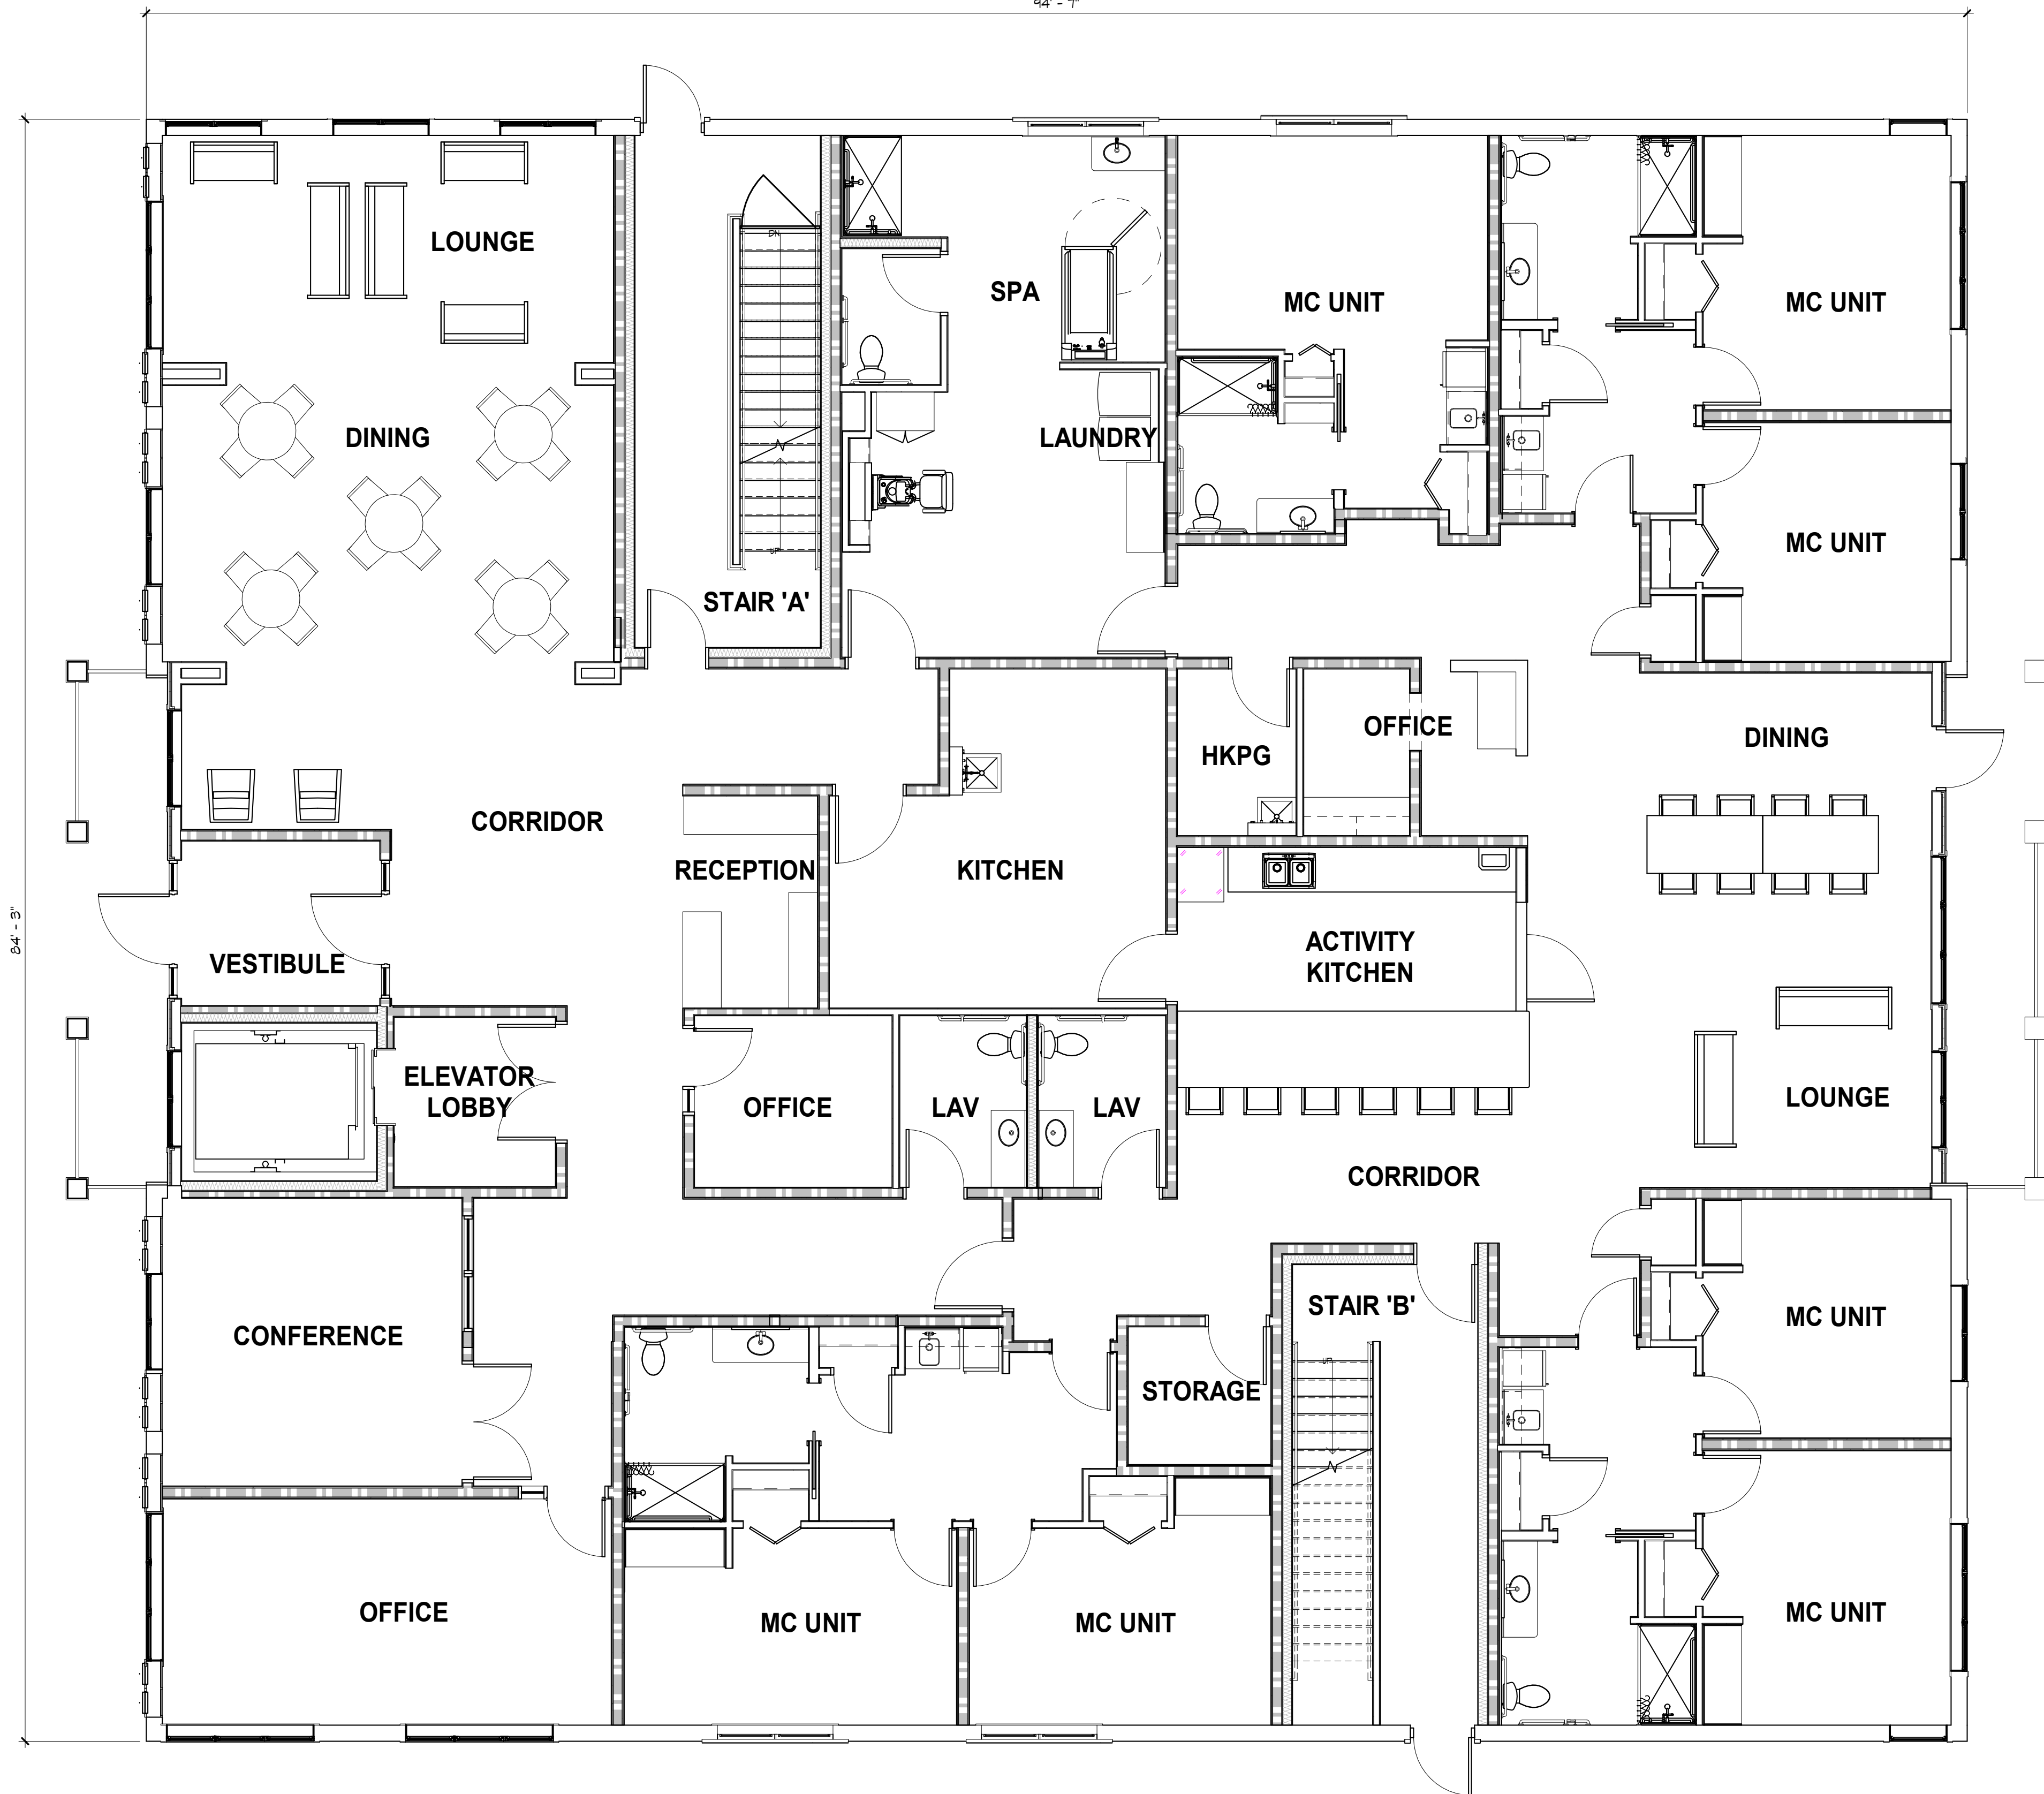 94' - 7"
LOUNGE
SPA
MC UNIT
MC UNIT
DINING
LAUNDRY
MC UNIT
STAIR 'A'
OFFICE
HKPG
DINING
CORRIDOR
RECEPTION
KITCHEN
84' - 3"
VESTIBULE
ACTIVITY
KITCHEN
ELEVATOR
LOBBY
OFFICE
LAV
LAV
LOUNGE
CORRIDOR
STAIR 'B'
MC UNIT
CONFERENCE
STORAGE
OFFICE
MC UNIT
MC UNIT
MC UNIT